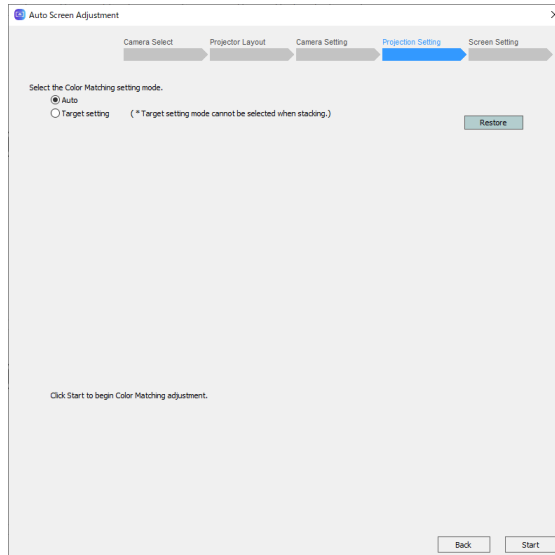 Auto Screen Adjustment
Camera Select Projector Layout Camera Setting Projection Setting Screen Setting
Select the Color Matching setting mode.
Auto
Target setting ( * Target setting mode cannot be selected when stacking.)
Restore
Click Start to begin Color Matching adjustment.
Back Start